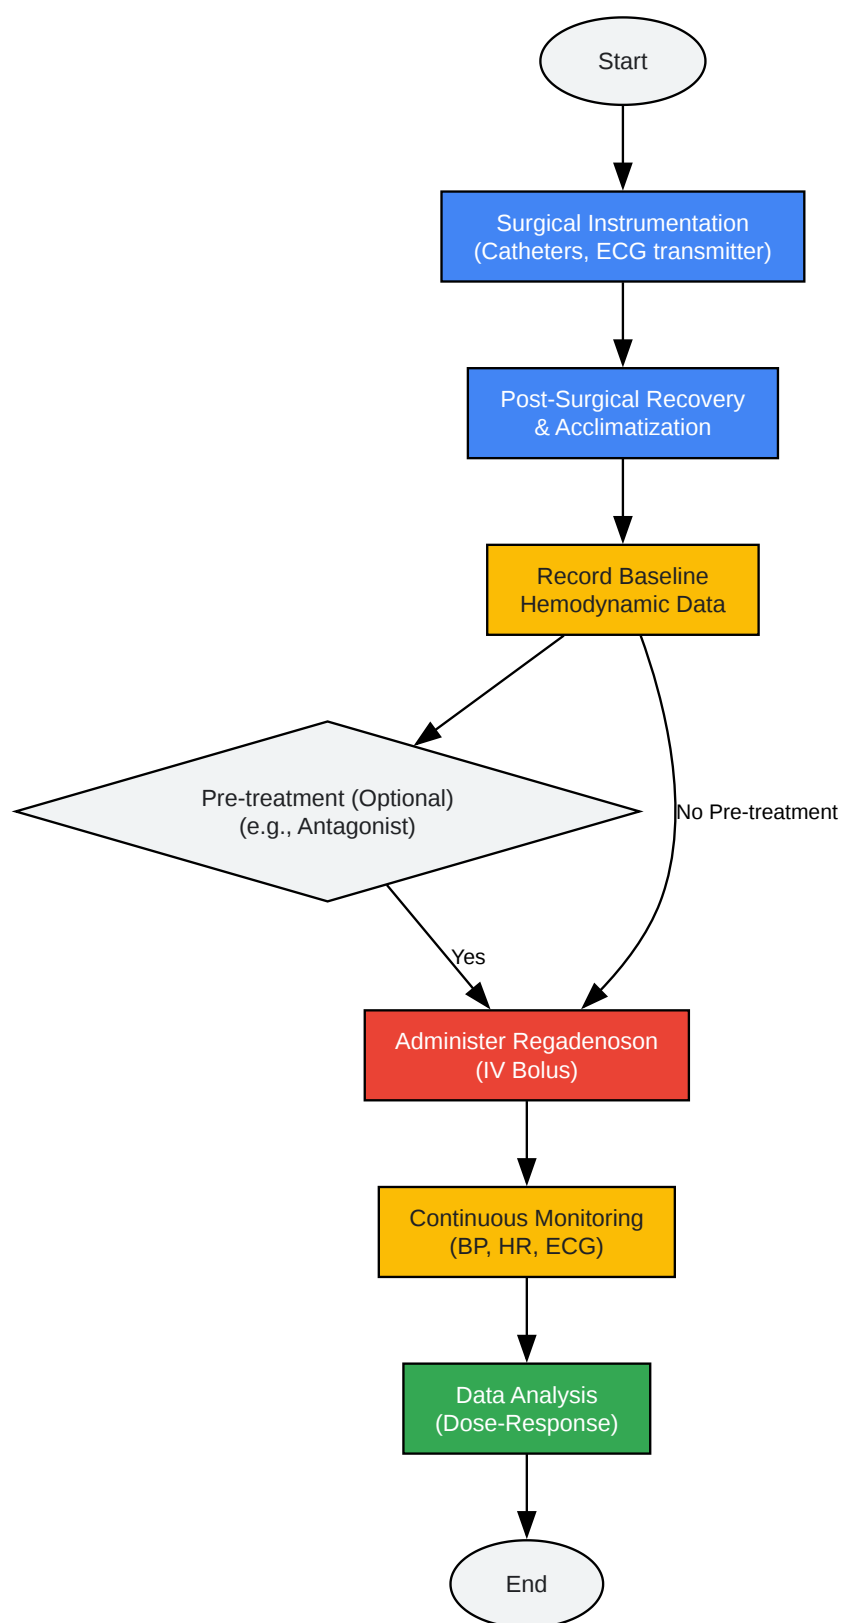 Start
Surgical Instrumentation
(Catheters, ECG transmitter)
Post-Surgical Recovery
& Acclimatization
Record Baseline
Hemodynamic Data
Pre-treatment (Optional)
(e.g., Antagonist)
No Pre-treatment
Yes
Administer Regadenoson
(IV Bolus)
Continuous Monitoring
(BP, HR, ECG)
Data Analysis
(Dose-Response)
End